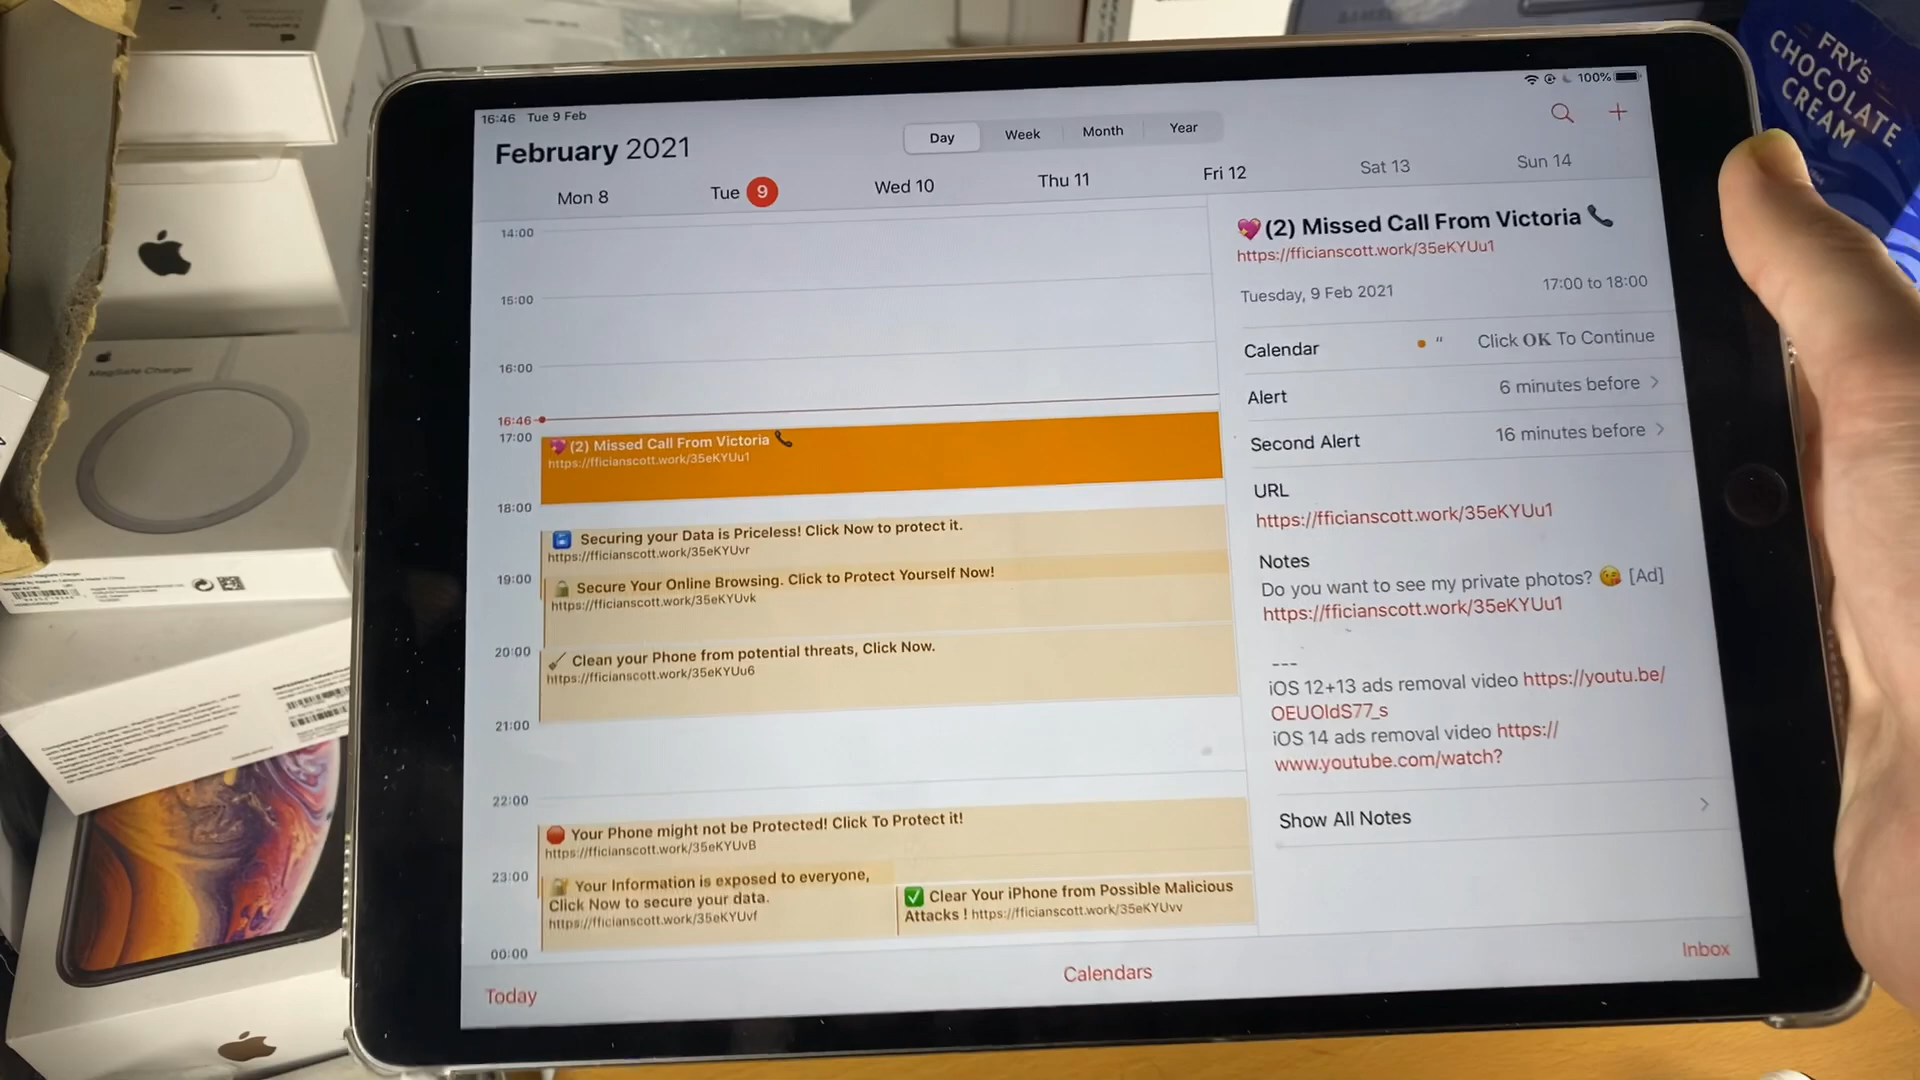 FRY'S
CHOCOLATE
CREAM
MagSafe Charger
16:46 Tue 9 Feb
100%
February 2021
Day
Week
Month
Year
Mon 8
Tue 9
Wed 10
Thu 11
Fri 12
Sat 13
Sun 14
14:00
15:00
16:00
16:46
17:00
💖 (2) Missed Call From Victoria 📞
https://fficianscott.work/35eKYUu1
18:00
Securing your Data is Priceless! Click Now to protect it.
https://fficianscott.work/35eKYUvr
19:00
🔒 Secure Your Online Browsing. Click to Protect Yourself Now!
https://fficianscott.work/35eKYUvk
20:00
🧹 Clean your Phone from potential threats, Click Now.
https://fficianscott.work/35eKYUu6
21:00
22:00
🛑 Your Phone might not be Protected! Click To Protect it!
https://fficianscott.work/35eKYUvB
23:00
🔐 Your Information is exposed to everyone,
Click Now to secure your data.
https://fficianscott.work/35eKYUvf
✅ Clear Your iPhone from Possible Malicious
Attacks ! https://fficianscott.work/35eKYUvv
00:00
💖 (2) Missed Call From Victoria 📞
https://fficianscott.work/35eKYUu1
Tuesday, 9 Feb 2021
17:00 to 18:00
Calendar
“ Click OK To Continue
Alert
6 minutes before
Second Alert
16 minutes before
URL
https://fficianscott.work/35eKYUu1
Notes
Do you want to see my private photos? 😘 [Ad]
https://fficianscott.work/35eKYUu1
---
iOS 12+13 ads removal video https://youtu.be/
OEUOldS77_s
iOS 14 ads removal video https://
www.youtube.com/watch?
Show All Notes
Today
Calendars
Inbox